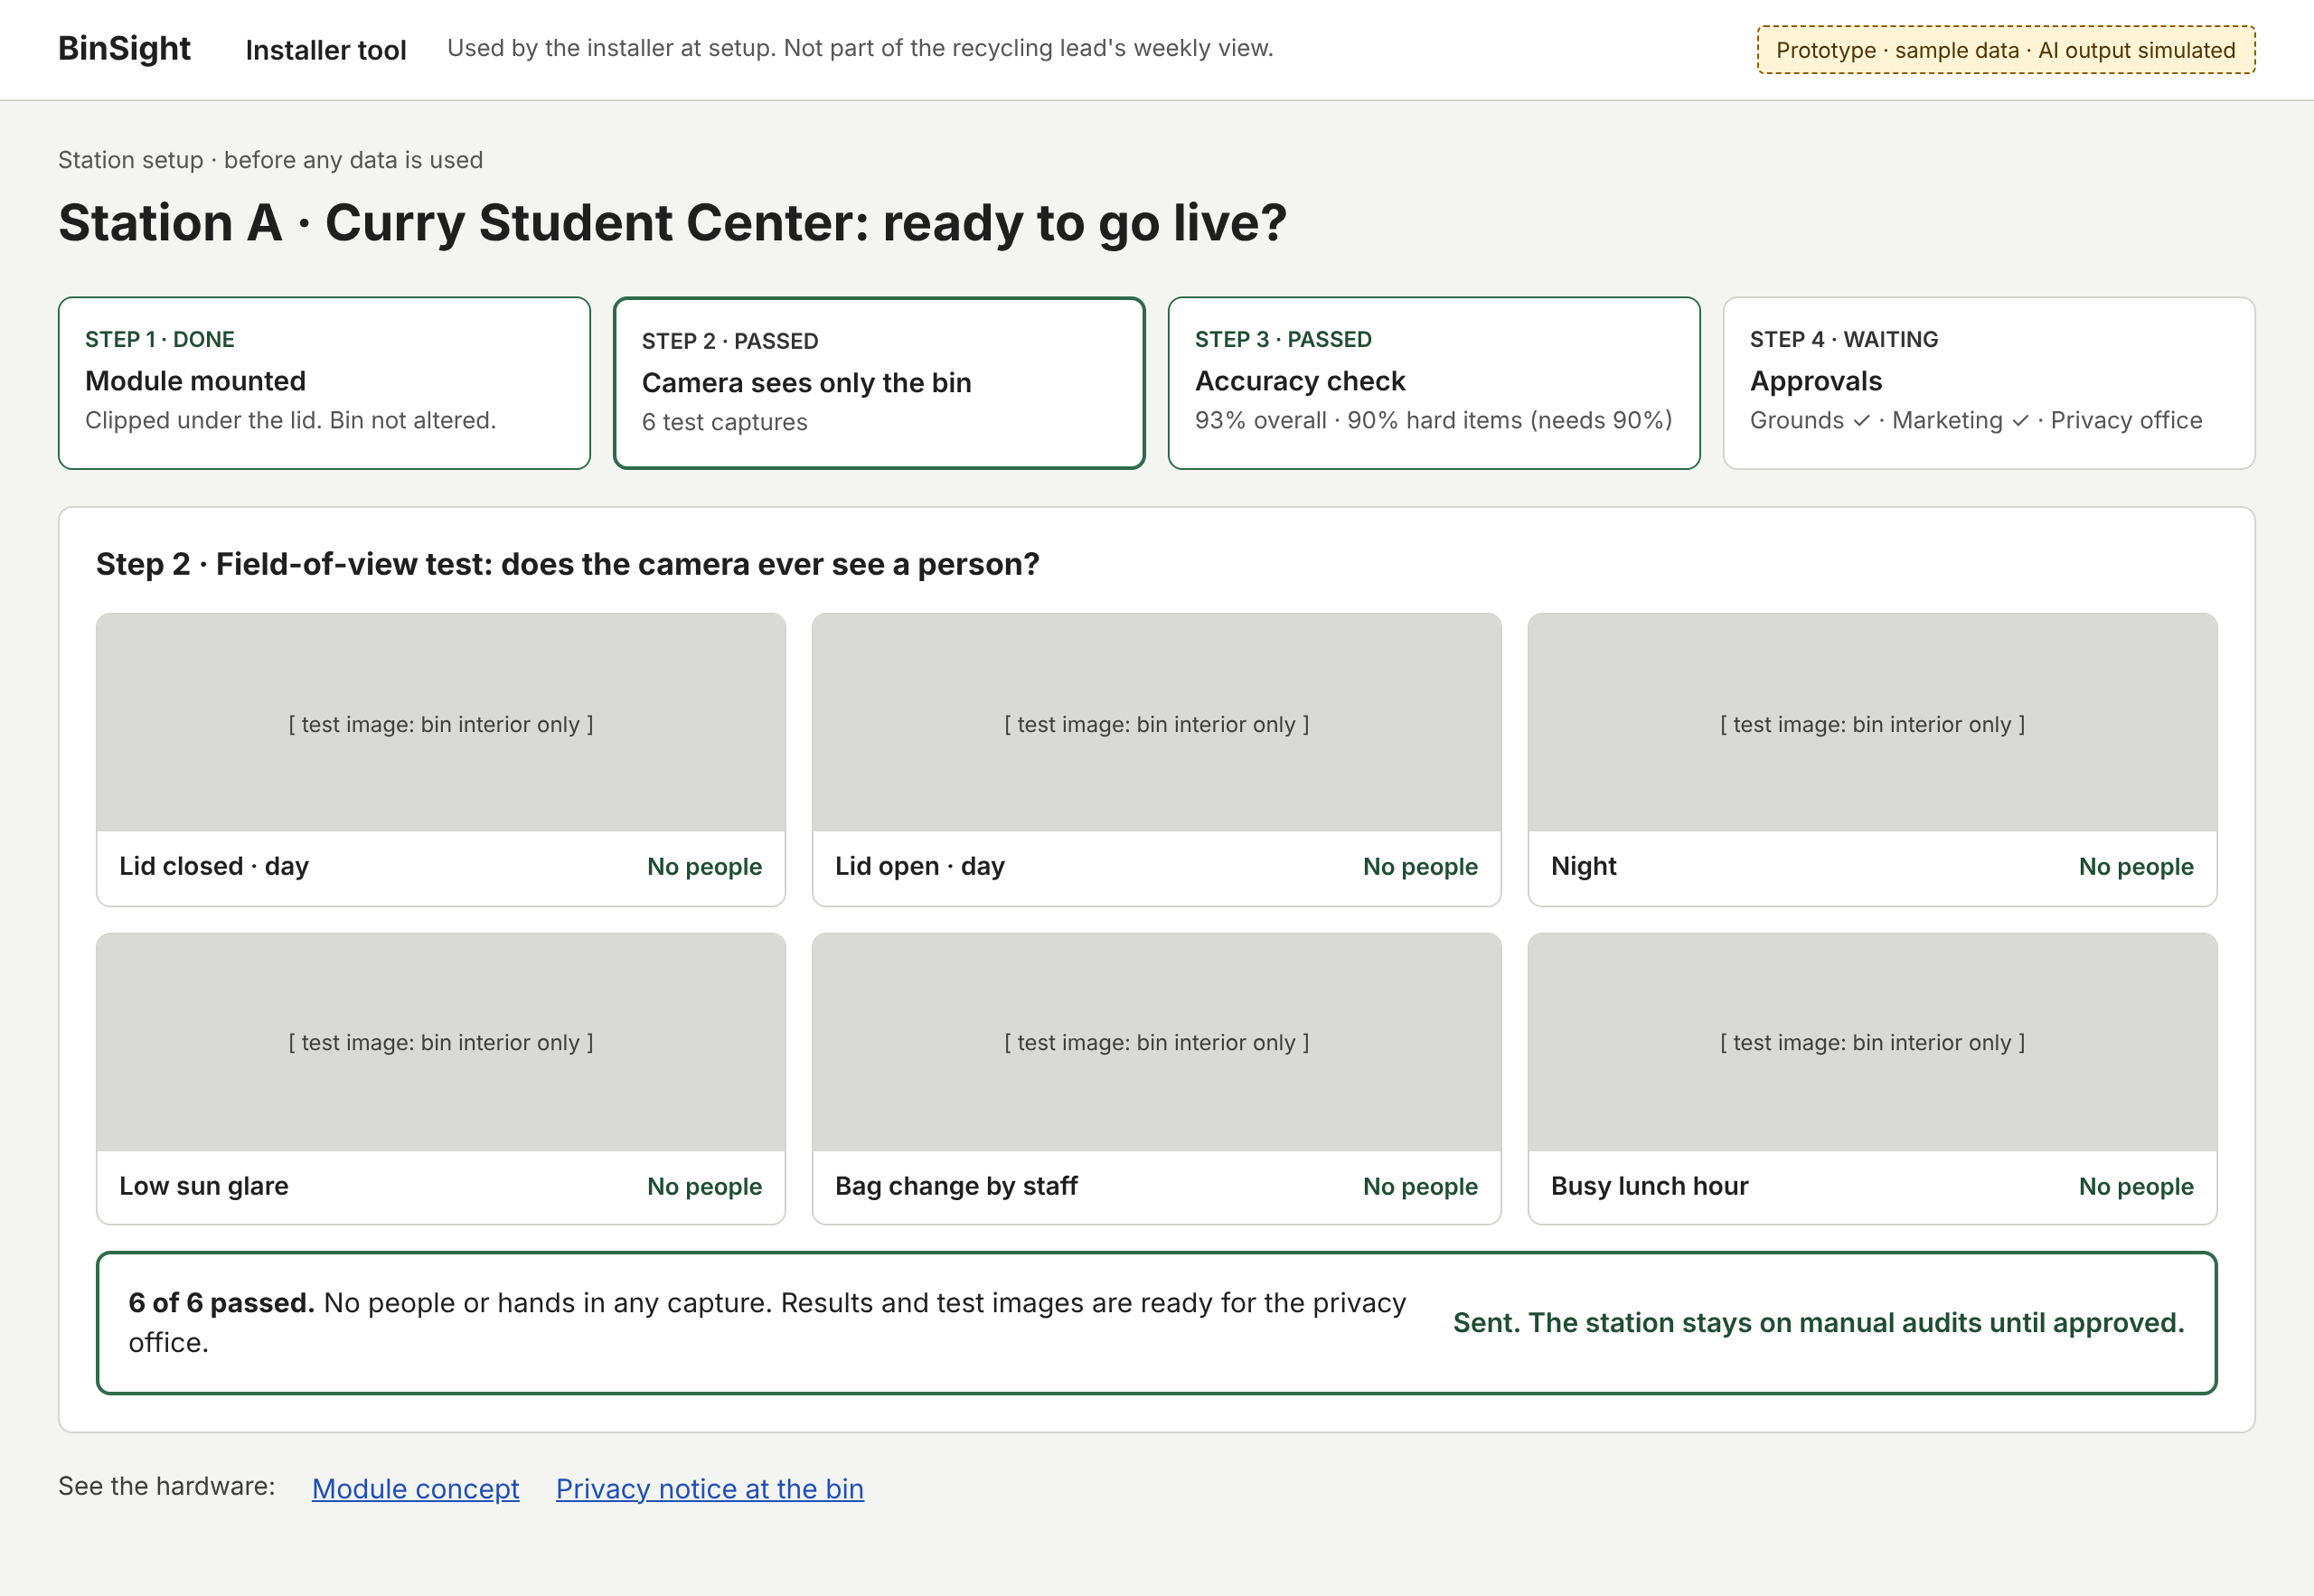 BinSight
Installer tool
Used by the installer at setup. Not part of the recycling lead's weekly view.
Prototype · sample data · AI output simulated
Station setup · before any data is used
Station A · Curry Student Center: ready to go live?
STEP 1 · DONE
Module mounted
Clipped under the lid. Bin not altered.
STEP 2 · PASSED
Camera sees only the bin
6 test captures
STEP 3 · PASSED
Accuracy check
93% overall · 90% hard items (needs 90%)
STEP 4 · WAITING
Approvals
Grounds ✓ · Marketing ✓ · Privacy office
Step 2 · Field-of-view test: does the camera ever see a person?
[ test image: bin interior only ]
[ test image: bin interior only ]
[ test image: bin interior only ]
Lid closed · day
No people
Lid open · day
No people
Night
No people
[ test image: bin interior only ]
[ test image: bin interior only ]
[ test image: bin interior only ]
Low sun glare
No people
Bag change by staff
No people
Busy lunch hour
No people
6 of 6 passed. No people or hands in any capture. Results and test images are ready for the privacy
office.
Sent. The station stays on manual audits until approved.
See the hardware:
Module concept
Privacy notice at the bin